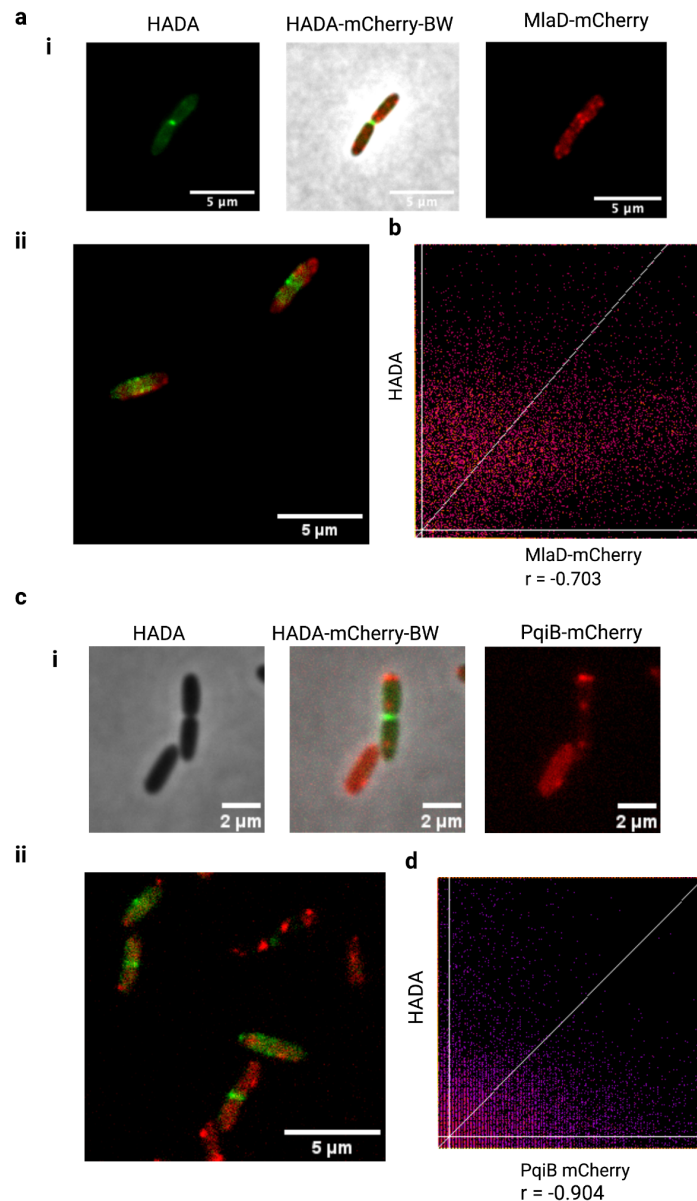 a
HADA
HADA-mCherry-BW
MlaD-mCherry
i
5 µm
5 µm
5 µm
ii
b
5 µm
HADA
MlaD-mCherry
r = -0.703
c
HADA
HADA-mCherry-BW
PqiB-mCherry
i
2 µm
2 µm
2 µm
ii
d
5 µm
HADA
PqiB mCherry
r = -0.904